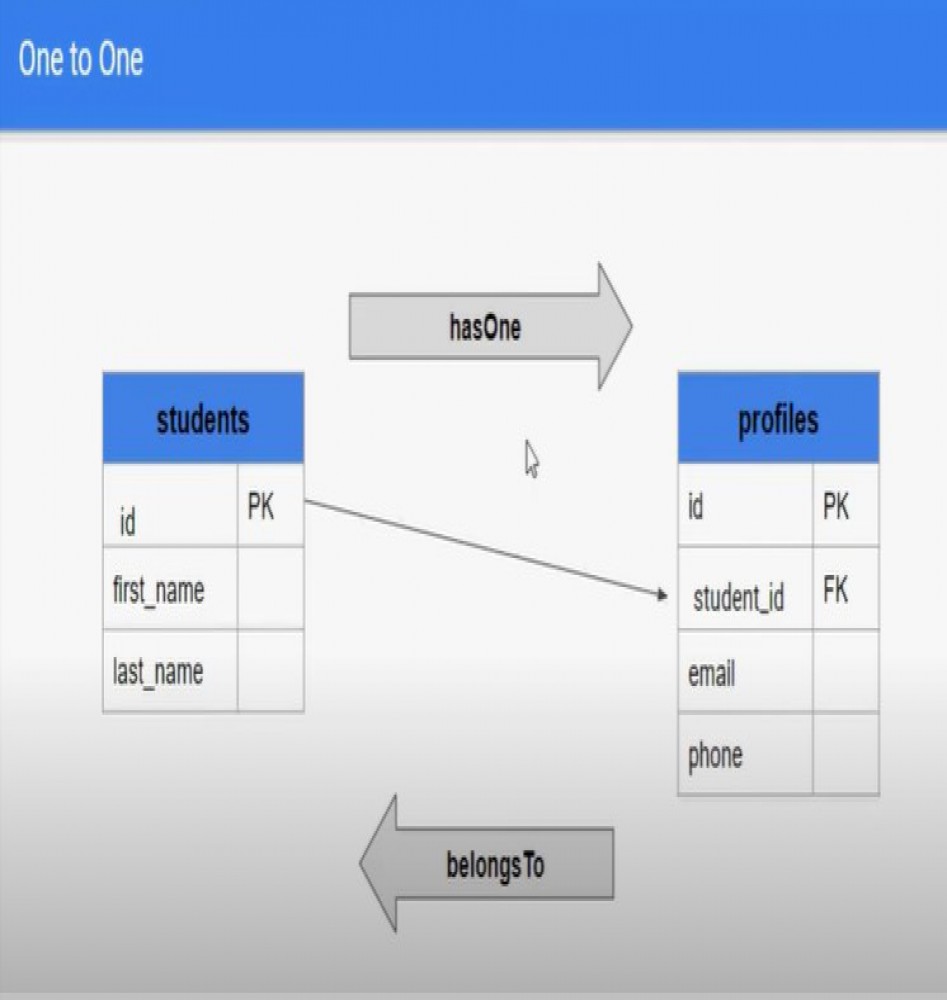 One to One
hasOne
students
id PK
first_name
last_name
profiles
id PK
student_id FK
email
phone
belongsTo